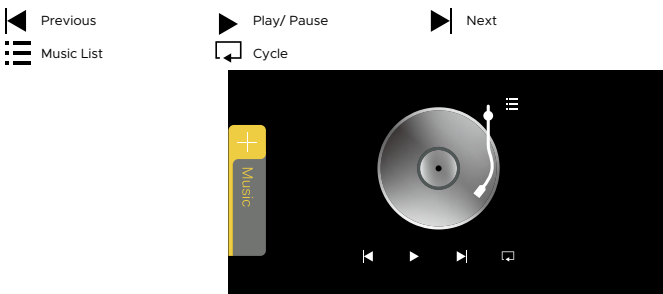 Previous
Play/ Pause
Next
Music List
Cycle
Music